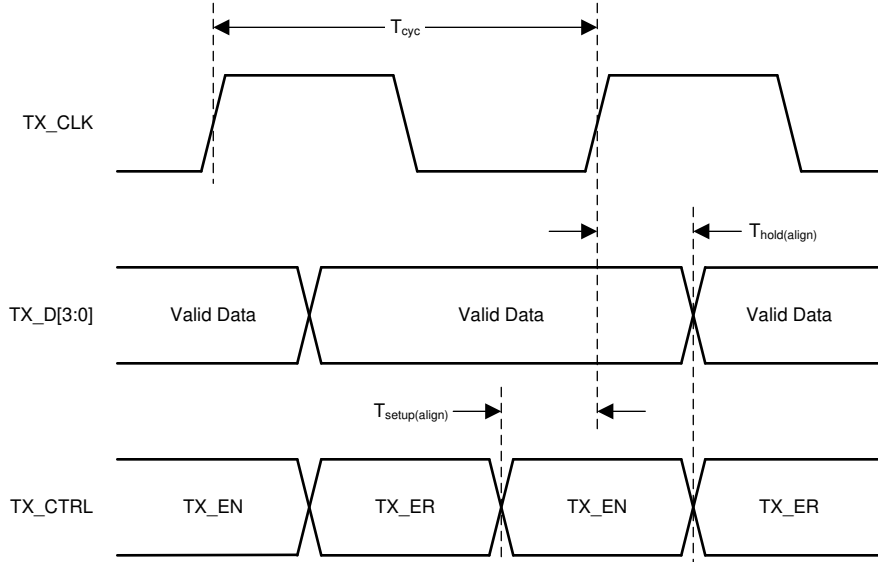 Tcyc
TX_CLK
Thold(align)
TX_D[3:0]
Valid Data
Valid Data
Valid Data
Tsetup(align)
TX_CTRL
TX_EN
TX_ER
TX_EN
TX_ER